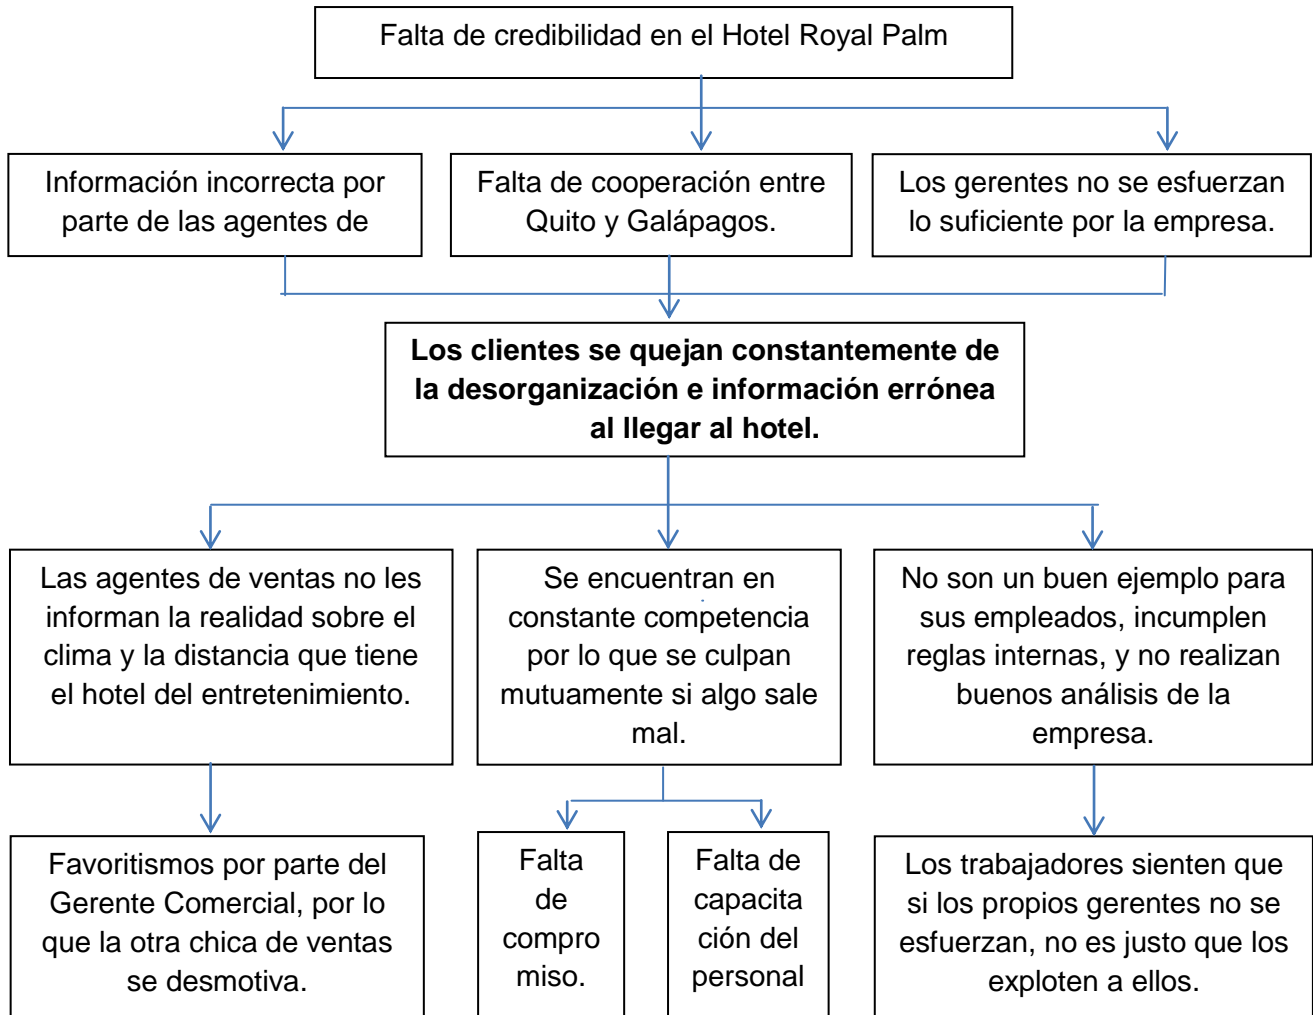 Falta de credibilidad en el Hotel Royal Palm
Información incorrecta por
parte de las agentes de
Falta de cooperación entre
Quito y Galápagos.
Los gerentes no se esfuerzan
lo suficiente por la empresa.
Los clientes se quejan constantemente de
la desorganización e información errónea
al llegar al hotel.
Las agentes de ventas no les
informan la realidad sobre el
clima y la distancia que tiene
el hotel del entretenimiento.
Se encuentran en
constante competencia
por lo que se culpan
mutuamente si algo sale
mal.
No son un buen ejemplo para
sus empleados, incumplen
reglas internas, y no realizan
buenos análisis de la
empresa.
Favoritismos por parte del
Gerente Comercial, por lo
que la otra chica de ventas
se desmotiva.
Falta
de
compro
miso.
Falta de
capacita
ción del
personal
Los trabajadores sienten que
si los propios gerentes no se
esfuerzan, no es justo que los
exploten a ellos.